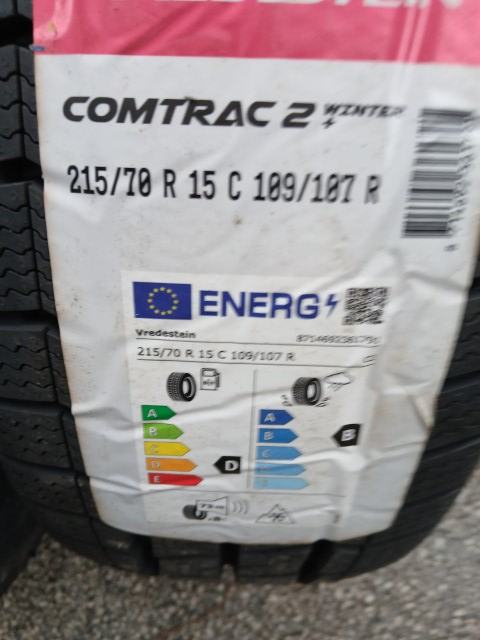 COMTRAC 2 WINTER
+
215/70 R 15 C 109/107 R
ENERG
Vredestein
215/70 R 15 C 109/107 R
A
B
C
D
E
A
B
C
D
B